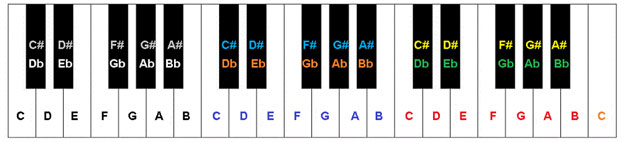 C# D# F# G# A# C# D# F# G# A# C# D# F# G# A#
Db Eb Gb Ab Bb Db Eb Gb Ab Bb Db Eb Gb Ab Bb
C D E F G A B C D E F G A B C D E F G A B C